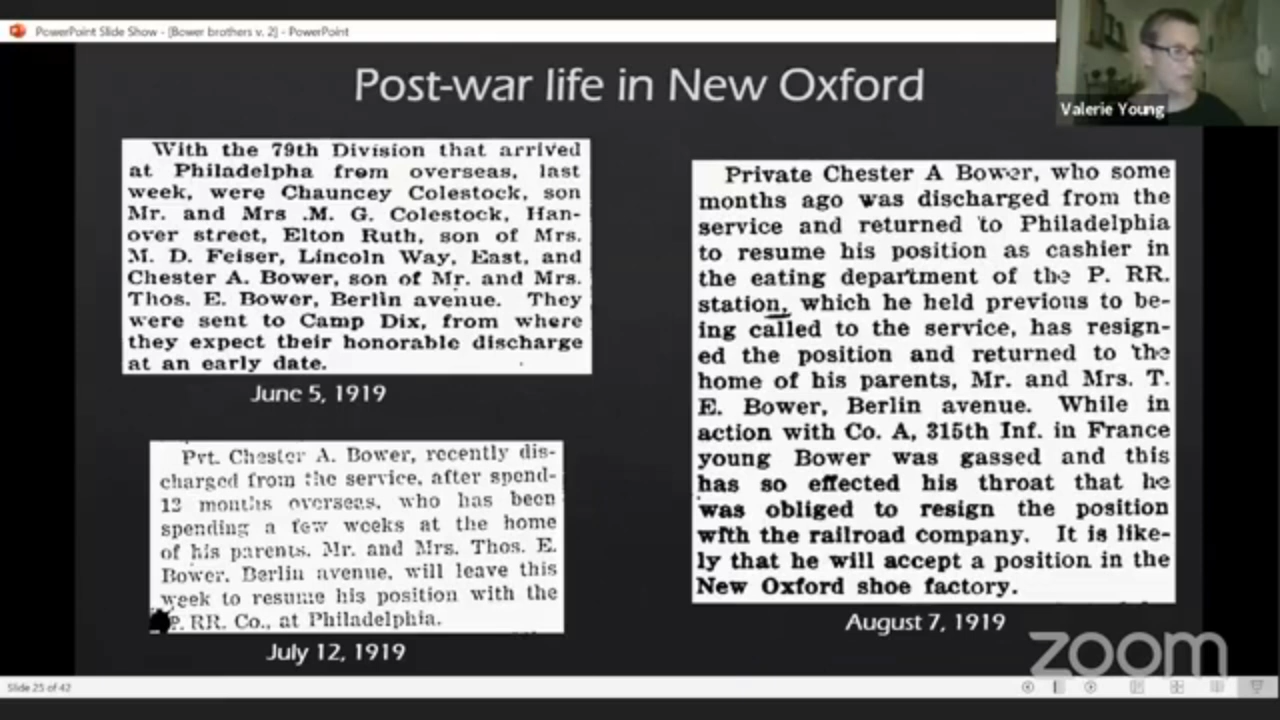 PowerPoint Slide Show - [Bower brothers v. 2] - PowerPoint
Valerie Young
Post-war life in New Oxford
With the 79th Division that arrived
at Philadelpha from overseas, last
week, were Chauncey Colestock, son
Mr. and Mrs .M. G. Colestock, Han-
over street, Elton Ruth, son of Mrs.
M. D. Feiser, Lincoln Way, East, and
Chester A. Bower, son of Mr. and Mrs.
Thos. E. Bower, Berlin avenue. They
were sent to Camp Dix, from where
they expect their honorable discharge
at an early date.
June 5, 1919
Pvt. Chester A. Bower, recently dis-
charged from the service, after spend-
12 months overseas, who has been
spending a few weeks at the home
of his parents, Mr. and Mrs. Thos. E.
Bower, Berlin avenue, will leave this
week to resume his position with the
P. RR. Co., at Philadelphia.
July 12, 1919
Private Chester A Bower, who some
months ago was discharged from the
service and returned to Philadelphia
to resume his position as cashier in
the eating department of the P. RR.
station, which he held previous to be-
ing called to the service, has resign-
ed the position and returned to the
home of his parents, Mr. and Mrs. T.
E. Bower, Berlin avenue. While in
action with Co. A, 315th Inf. in France
young Bower was gassed and this
has so effected his throat that he
was obliged to resign the position
with the railroad company. It is like-
ly that he will accept a position in the
New Oxford shoe factory.
August 7, 1919
zoom
Slide 25 of 42